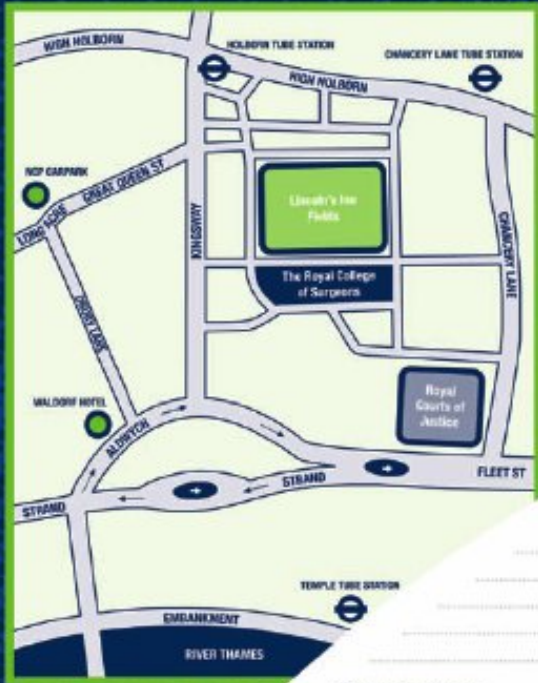 HIGH HOLBORN
HOLBORN TUBE STATION
CHANCERY LANE TUBE STATION
HIGH HOLBORN
NCP CARPARK
GREAT QUEEN ST
LONG ACRE
KINGSWAY
Lincoln's Inn
Fields
CHANCERY LANE
The Royal College
of Surgeons
DRURY LANE
WALDORF HOTEL
ALDWYCH
Royal
Courts of
Justice
STRAND
STRAND
FLEET ST
TEMPLE TUBE STATION
EMBANKMENT
RIVER THAMES